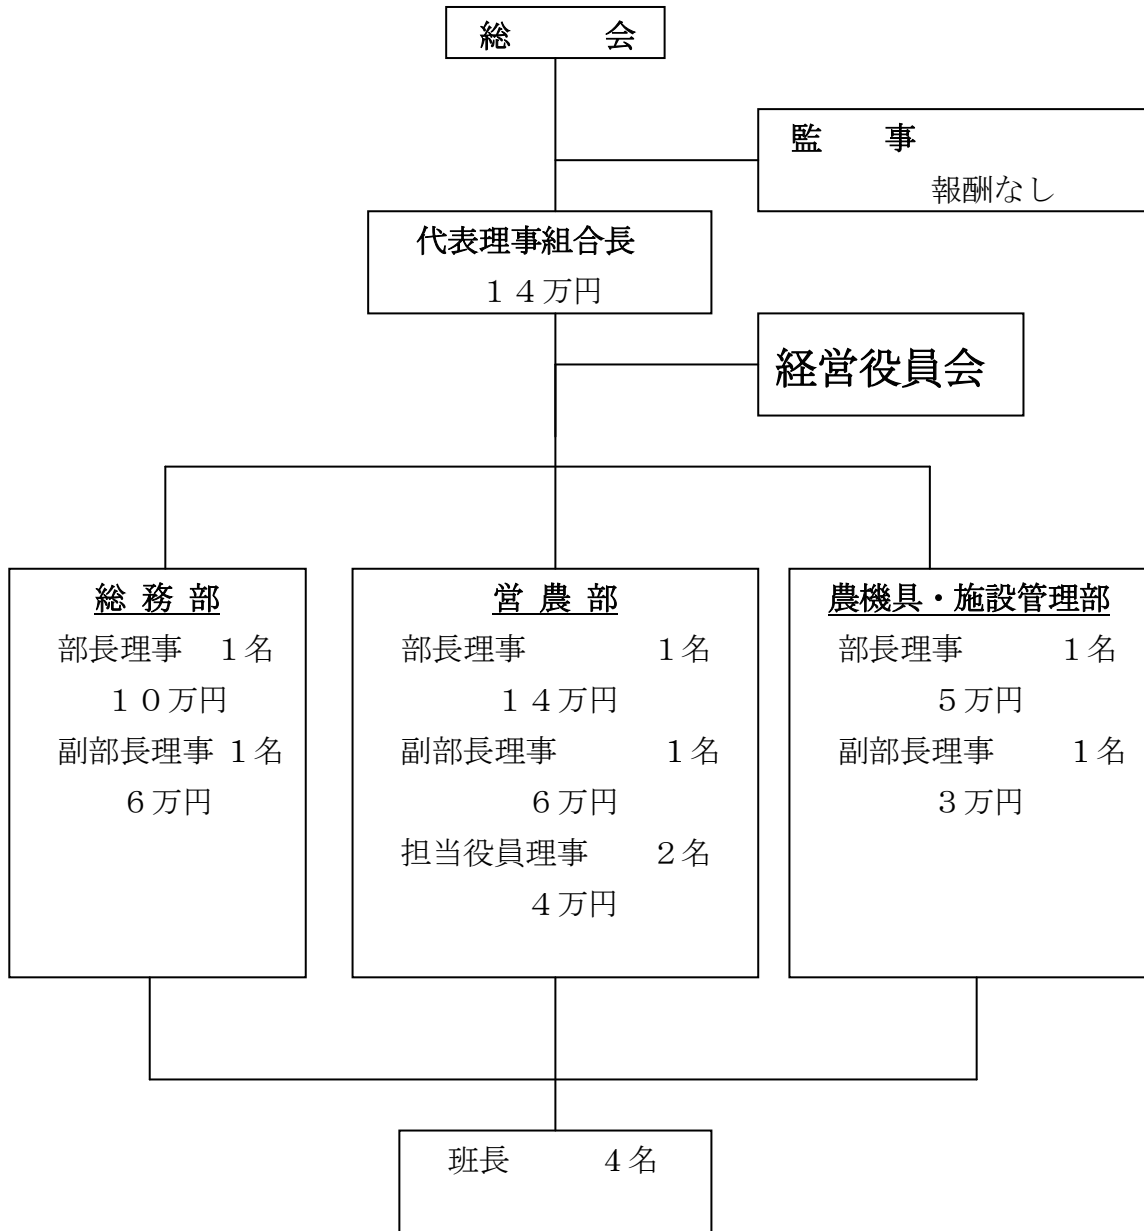 総　　会
監　事
報酬なし
代表理事組合長
１４万円
経営役員会
総 務 部
部長理事　１名
１０万円
副部長理事 １名
６万円
営 農 部
部長理事　　　１名
１４万円
副部長理事　　　１名
６万円
担当役員理事　　２名
４万円
農機具・施設管理部
部長理事　　　１名
５万円
副部長理事　　　１名
３万円
班長　　　４名